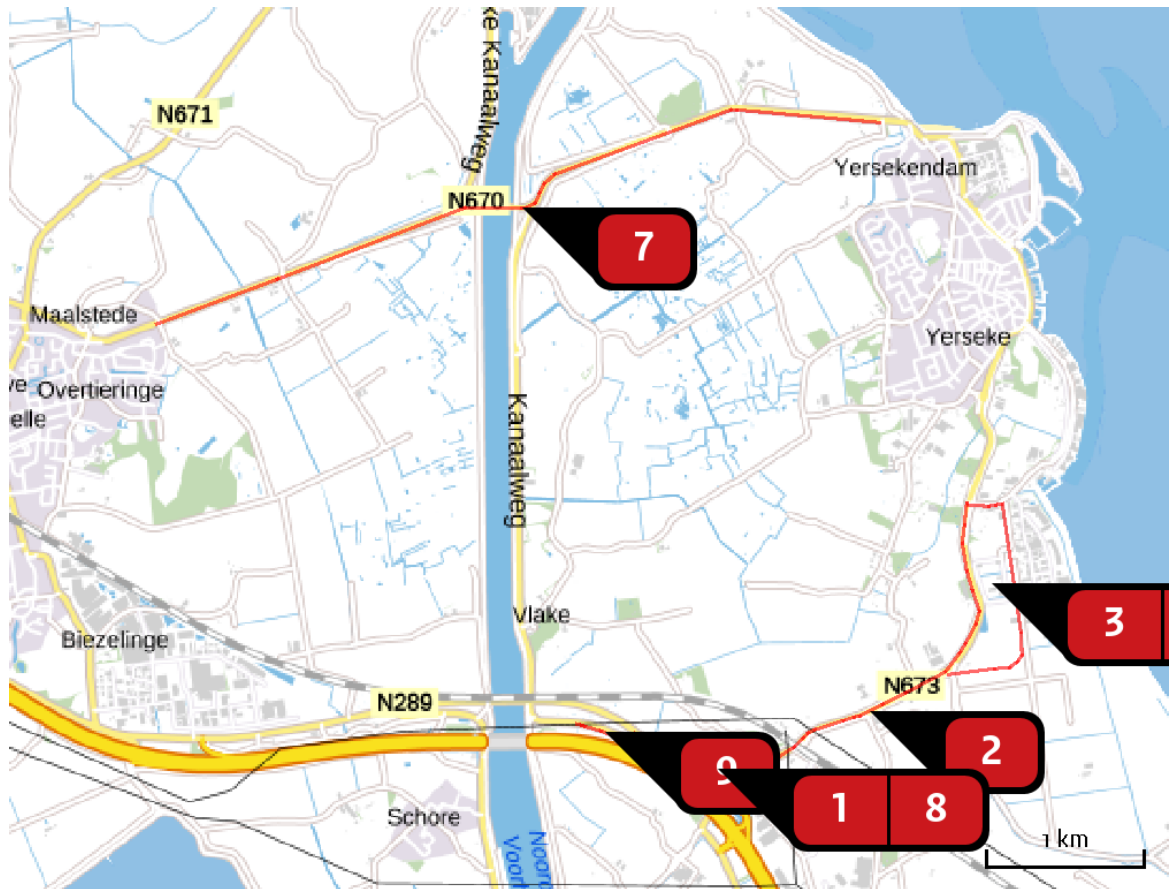 ke Kanaalweg
N671
Yersekendam
N670
7
Maalstede
Yerseke
ve Overtieringe
elle
Kanaalweg
Vlake
3
Biezelinge
N673
N289
2
9
1 8
Schore
1 km
Noord
Voor